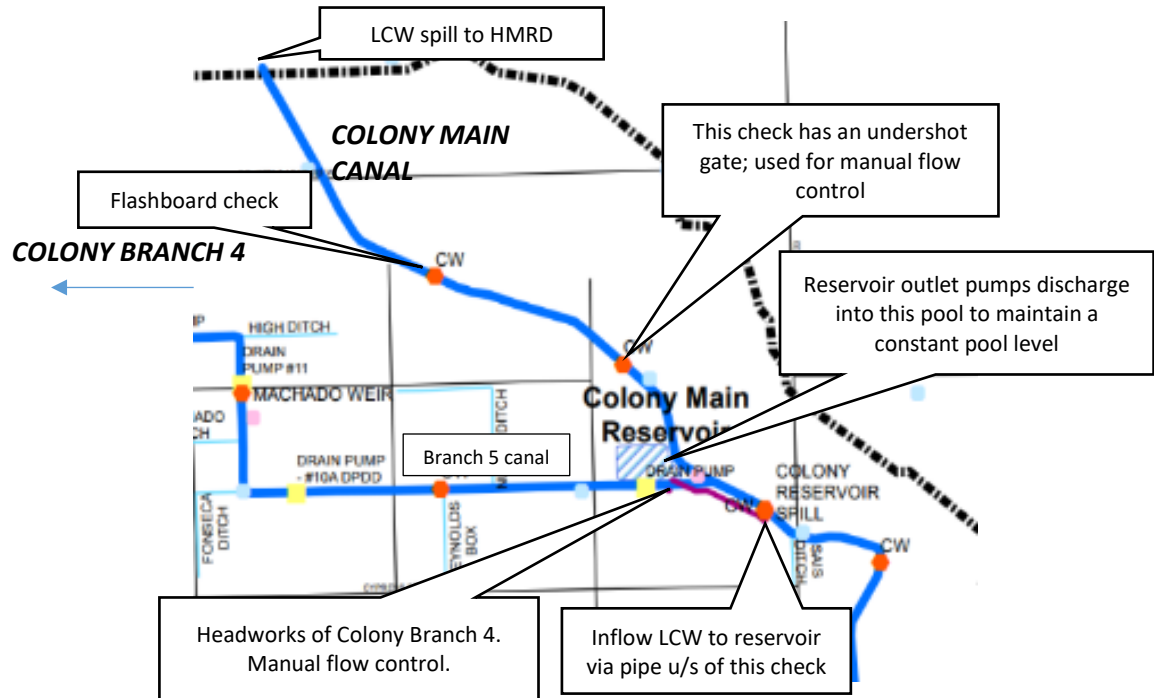 LCW spill to HMRD
COLONY MAIN
CANAL
This check has an undershot
gate; used for manual flow
control
Flashboard check
COLONY BRANCH 4
CW
Reservoir outlet pumps discharge
into this pool to maintain a
constant pool level
HIGH DITCH
DRAIN
PUMP #11
MACHADO WEIR
CW
Colony Main
Reservoir
DITCH
Branch 5 canal
DRAIN PUMP
- #10A DPDD
DRAIN PUMP
COLONY
RESERVOIR
SPILL
CW
FONSECA
DITCH
EYNOLDS
BOX
SAIS
DITCH
CW
Headworks of Colony Branch 4.
Manual flow control.
Inflow LCW to reservoir
via pipe u/s of this check